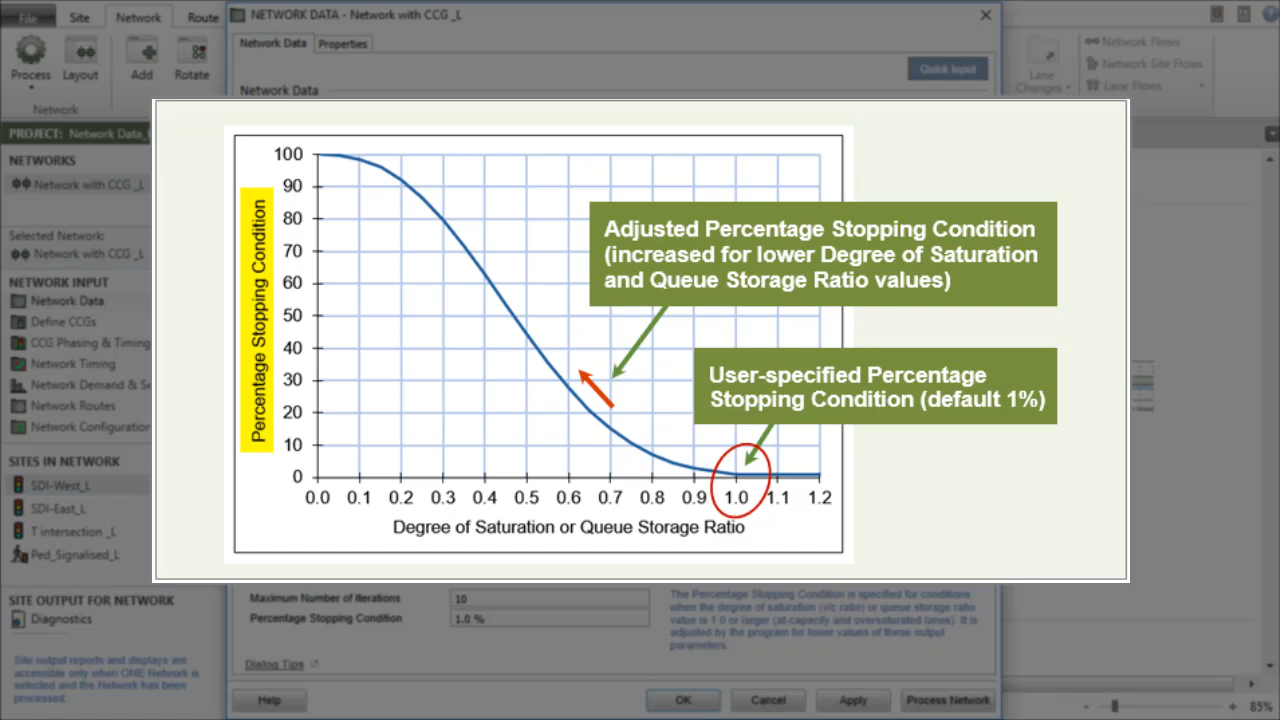 File
Site
Network
Route
NETWORK DATA - Network with CCG _L
Network Data
Properties
Process
Layout
Add
Rotate
Network
Quick Input
Network Data
Lane
Changes
Network Flows
Network Site Flows
Lane Flows
PROJECT: Network Data_
NETWORKS
Network with CCG _L
Selected Network:
Network with CCG _L
NETWORK INPUT
Network Data
Define CCGs
CCG Phasing & Timing
Network Timing
Network Demand & Se
Network Routes
Network Configuration
SITES IN NETWORK
SDI-West_L
SDI-East_L
T intersection _L
Ped_Signalised_L
SITE OUTPUT FOR NETWORK
Diagnostics
Site output reports and displays are
accessible only when ONE Network is
selected and the Network has been
processed.
Percentage Stopping Condition
100
90
80
70
60
50
40
30
20
10
0
0.0 0.1 0.2 0.3 0.4 0.5 0.6 0.7 0.8 0.9 1.0 1.1 1.2
Degree of Saturation or Queue Storage Ratio
Adjusted Percentage Stopping Condition
(increased for lower Degree of Saturation
and Queue Storage Ratio values)
User-specified Percentage
Stopping Condition (default 1%)
Maximum Number of Iterations
10
Percentage Stopping Condition
1.0 %
The Percentage Stopping Condition is specified for conditions
when the degree of saturation (v/c ratio) or queue storage ratio
value is 1.0 or larger (at-capacity and oversaturated lanes). It is
adjusted by the program for lower values of these output
parameters.
Dialog Tips
Help
OK
Cancel
Apply
Process Network
85%